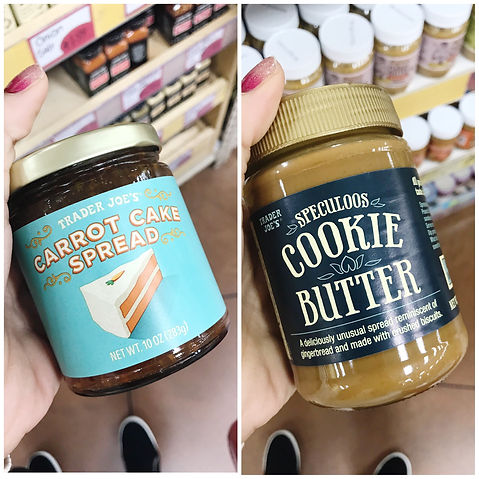 TRADER JOE'S
CARROT CAKE
SPREAD
NET WT. 10 OZ (283g)
TRADER
JOE'S
SPECULOOS
COOKIE
BUTTER
A deliciously unusual spread reminiscent of
gingerbread and made with crushed biscuits.